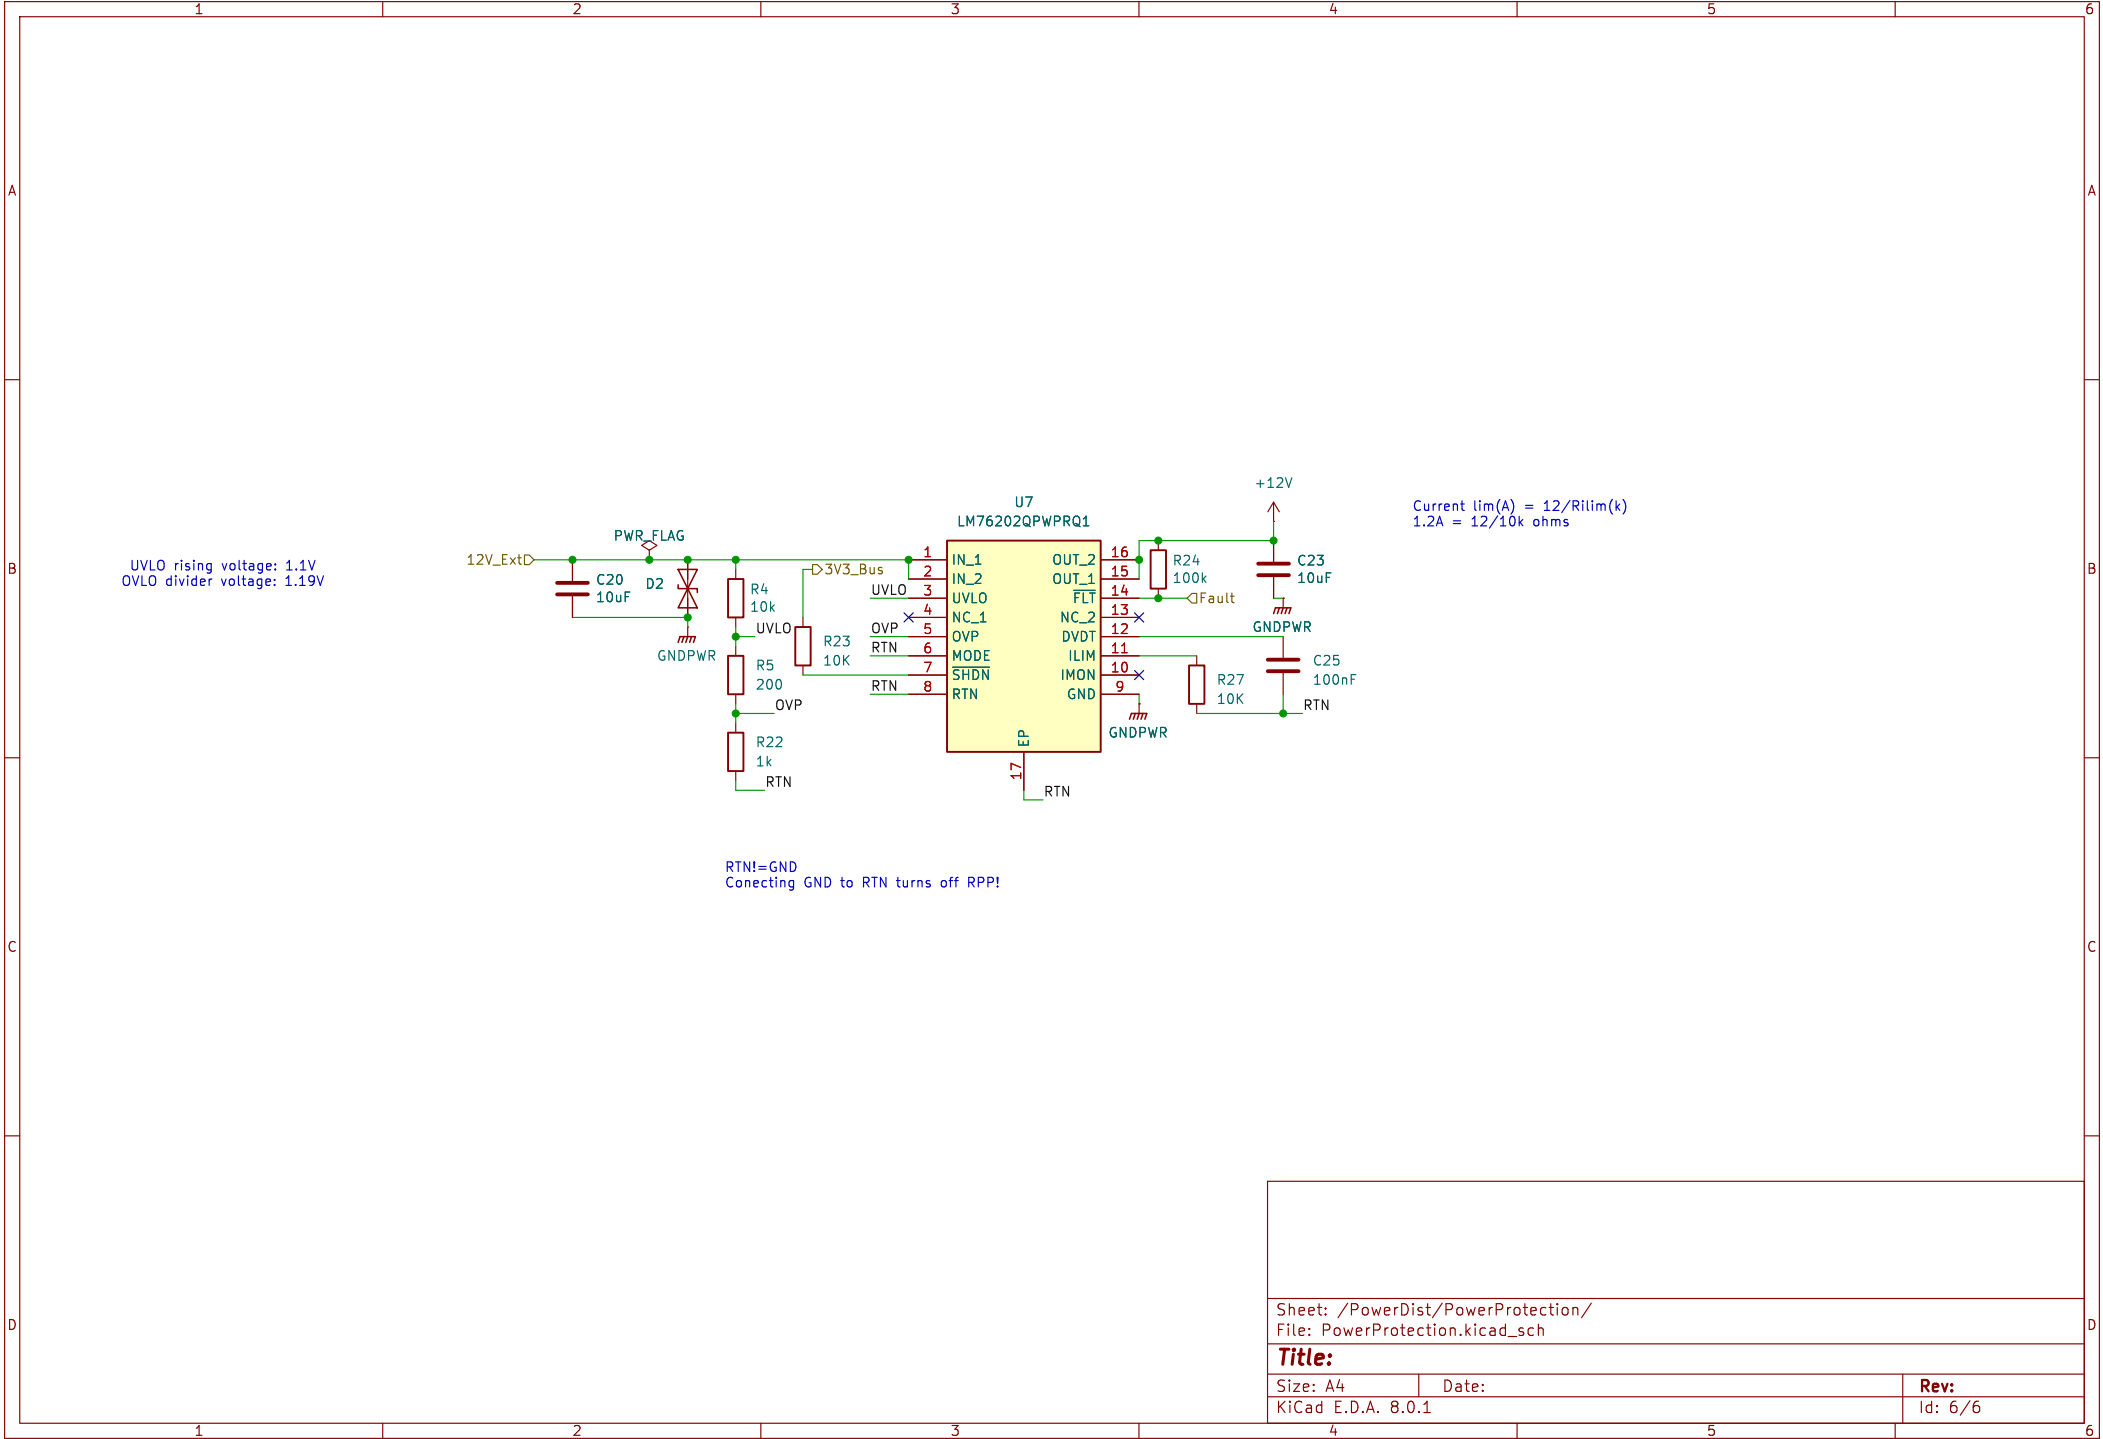 1 2 3 4 5 6
A A
+12V
U7
LM76202QPWPRQ1
Current lim(A) = 12/Rilim(k)
1.2A = 12/10k ohms
PWR_FLAG
UVLO rising voltage: 1.1V
OVLO divider voltage: 1.19V
B B
12V_Ext
C20
10uF
D2
GNDPWR
R4
10k
UVLO
R5
200
OVP
R22
1k
RTN
3V3_Bus
R23
10K
UVLO
OVP
RTN
RTN
1 IN_1
2 IN_2
3 UVLO
4 NC_1
5 OVP
6 MODE
7 SHDN
8 RTN
OUT_2 16
OUT_1 15
FLT 14
NC_2 13
DVDT 12
ILIM 11
IMON 10
GND 9
EP
17
RTN
GNDPWR
R24
100k
Fault
C23
10uF
GNDPWR
R27
10K
C25
100nF
RTN
RTN!=GND
Conecting GND to RTN turns off RPP!
C C
D D
Sheet: /PowerDist/PowerProtection/
File: PowerProtection.kicad_sch
Title:
Size: A4 Date: Rev:
KiCad E.D.A. 8.0.1 Id: 6/6
1 2 3 4 5 6